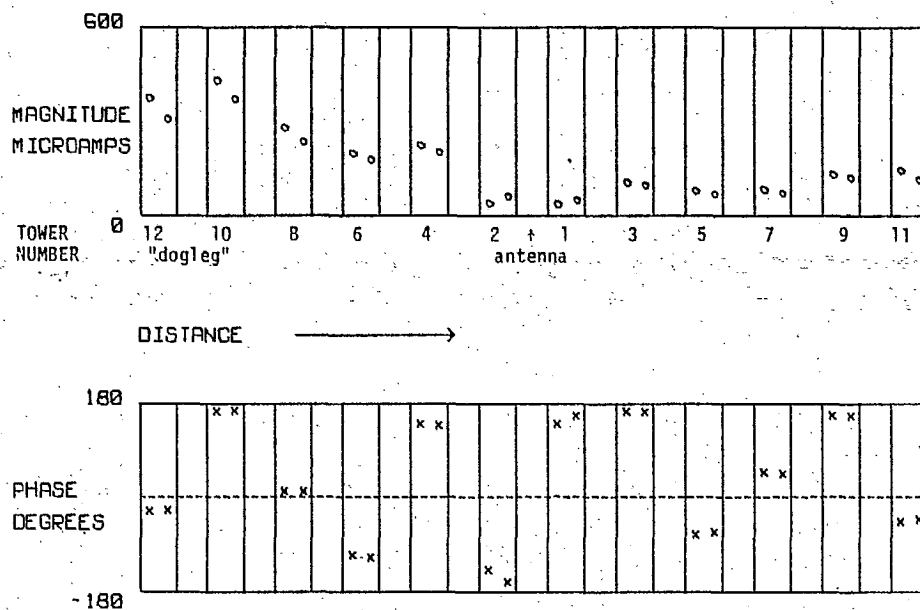 600
MAGNITUDE
MICROAMPS
0
TOWER NUMBER 12 10 8 6 4 2 ↑ 1 3 5 7 9 11
"dogleg" antenna
DISTANCE
180
PHASE
DEGREES
-180